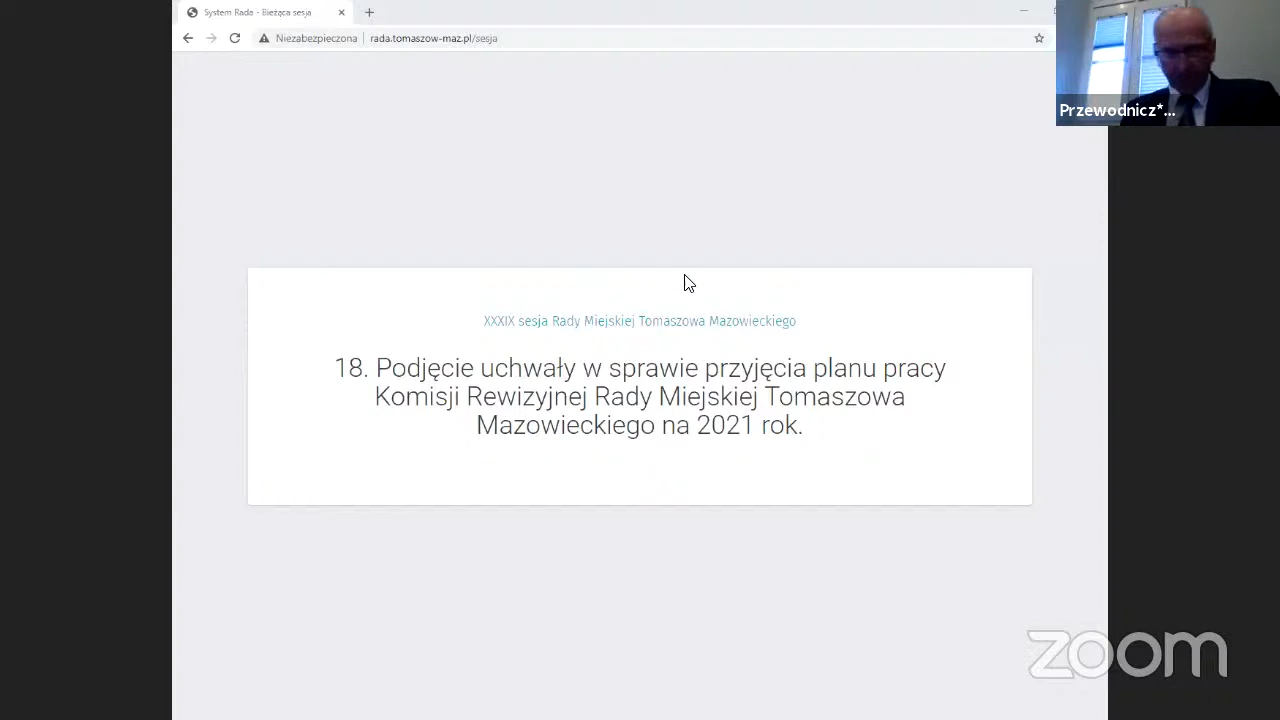 System Rada - Bieżąca sesja
Niezabezpieczona
rada.tomaszow-maz.pl/sesja
Przewodnicz*...
XXXIX sesja Rady Miejskiej Tomaszowa Mazowieckiego
18. Podjęcie uchwały w sprawie przyjęcia planu pracy
Komisji Rewizyjnej Rady Miejskiej Tomaszowa
Mazowieckiego na 2021 rok.
zoom